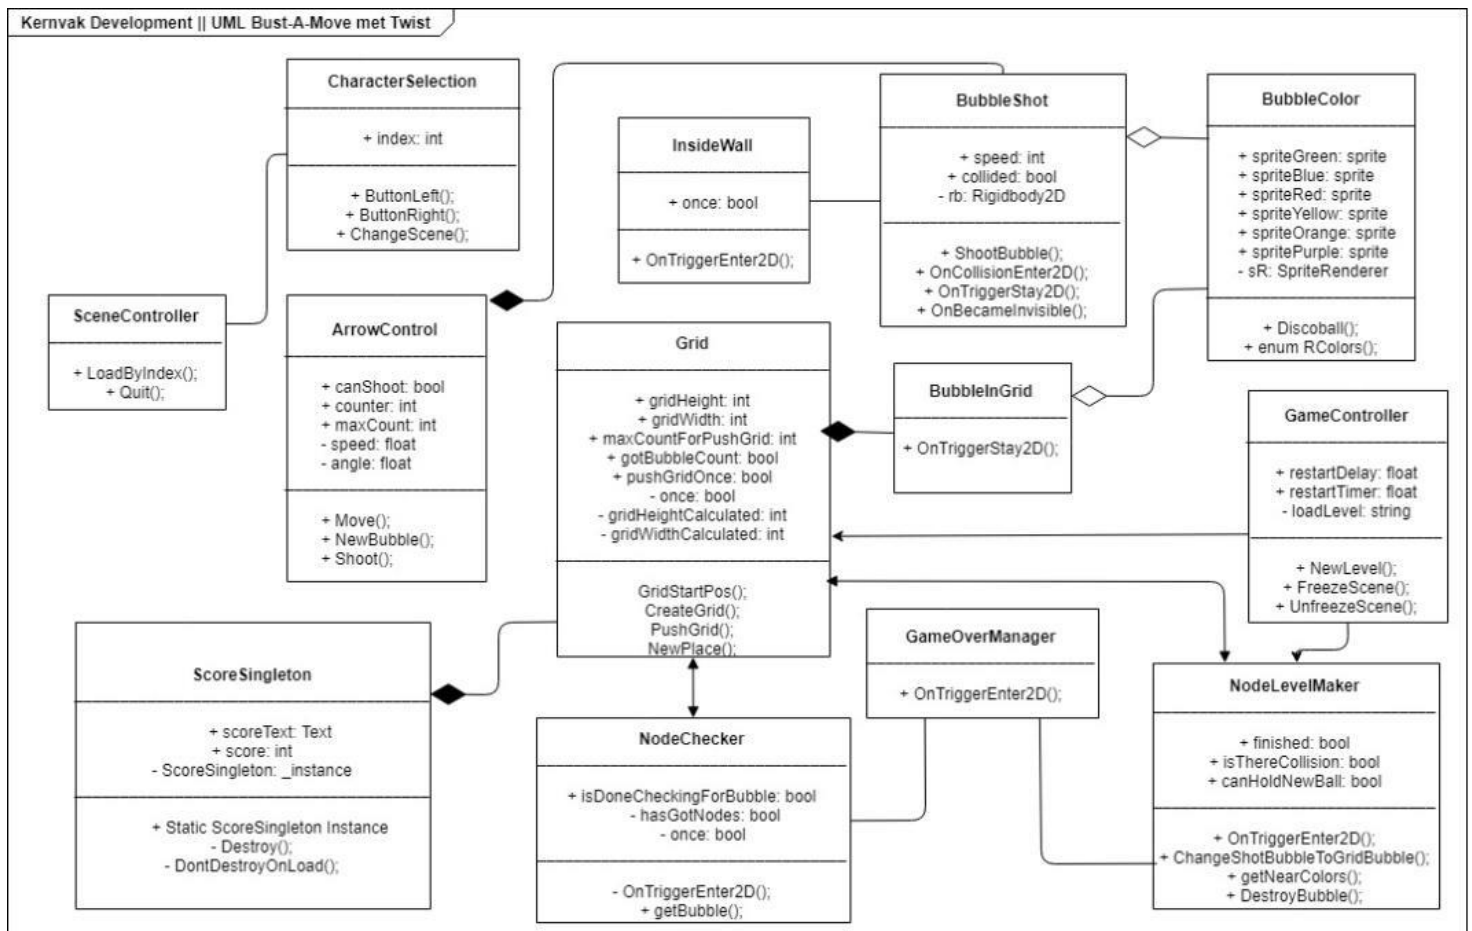 Kernvak Development || UML Bust-A-Move met Twist
CharacterSelection
+ index: int
+ ButtonLeft();
+ ButtonRight();
+ ChangeScene();
InsideWall
+ once: bool
+ OnTriggerEnter2D();
BubbleShot
+ speed: int
+ collided: bool
- rb: Rigidbody2D
+ ShootBubble();
+ OnCollisionEnter2D();
+ OnTriggerStay2D();
+ OnBecameInvisible();
BubbleColor
+ spriteGreen: sprite
+ spriteBlue: sprite
+ spriteRed: sprite
+ spriteYellow: sprite
+ spriteOrange: sprite
+ spritePurple: sprite
- sR: SpriteRenderer
+ Discoball();
+ enum RColors();
SceneController
+ LoadByIndex();
+ Quit();
ArrowControl
+ canShoot: bool
+ counter: int
+ maxCount: int
- speed: float
- angle: float
+ Move();
+ NewBubble();
+ Shoot();
Grid
+ gridHeight: int
+ gridWidth: int
+ maxCountForPushGrid: int
+ gotBubbleCount: bool
+ pushGridOnce: bool
- once: bool
- gridHeightCalculated: int
- gridWidthCalculated: int
GridStartPos();
CreateGrid();
PushGrid();
NewPlace();
BubbleInGrid
+ OnTriggerStay2D();
GameController
+ restartDelay: float
+ restartTimer: float
- loadLevel: string
+ NewLevel();
+ FreezeScene();
+ UnfreezeScene();
ScoreSingleton
+ scoreText: Text
+ score: int
- ScoreSingleton: _instance
+ Static ScoreSingleton Instance
- Destroy();
- DontDestroyOnLoad();
NodeChecker
+ isDoneCheckingForBubble: bool
- hasGotNodes: bool
- once: bool
- OnTriggerEnter2D();
+ getBubble();
GameOverManager
+ OnTriggerEnter2D();
NodeLevelMaker
+ finished: bool
+ isThereCollision: bool
+ canHoldNewBall: bool
+ OnTriggerEnter2D();
+ ChangeShotBubbleToGridBubble();
+ getNearColors();
+ DestroyBubble();